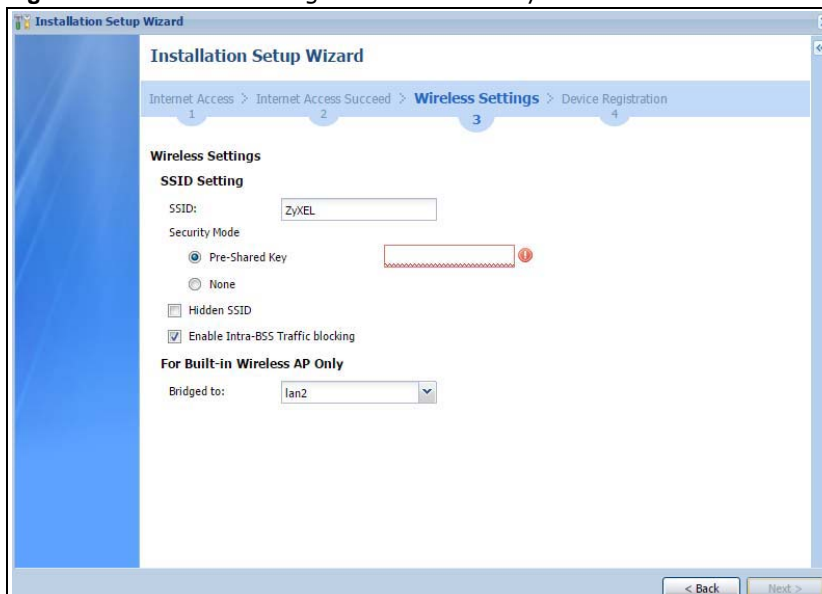 Installation Setup Wizard
Installation Setup Wizard
Internet Access > Internet Access Succeed > Wireless Settings > Device Registration
1 2 3 4
Wireless Settings
SSID Setting
SSID: ZyXEL
Security Mode
Pre-Shared Key
None
Hidden SSID
Enable Intra-BSS Traffic blocking
For Built-in Wireless AP Only
Bridged to: lan2
< Back Next >